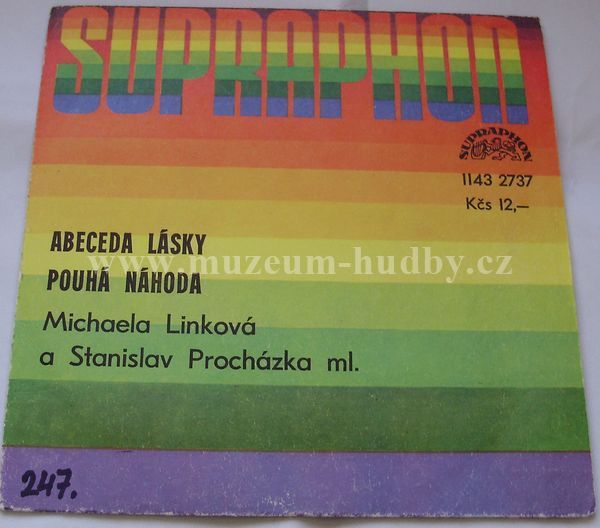 SUPRAPHON
SUPRAPHON
1143 2737
Kčs 12,—
ABECEDA LÁSKY
www.muzeum-hudby.cz
POUHÁ NÁHODA
Michaela Linková
a Stanislav Procházka ml.
247.